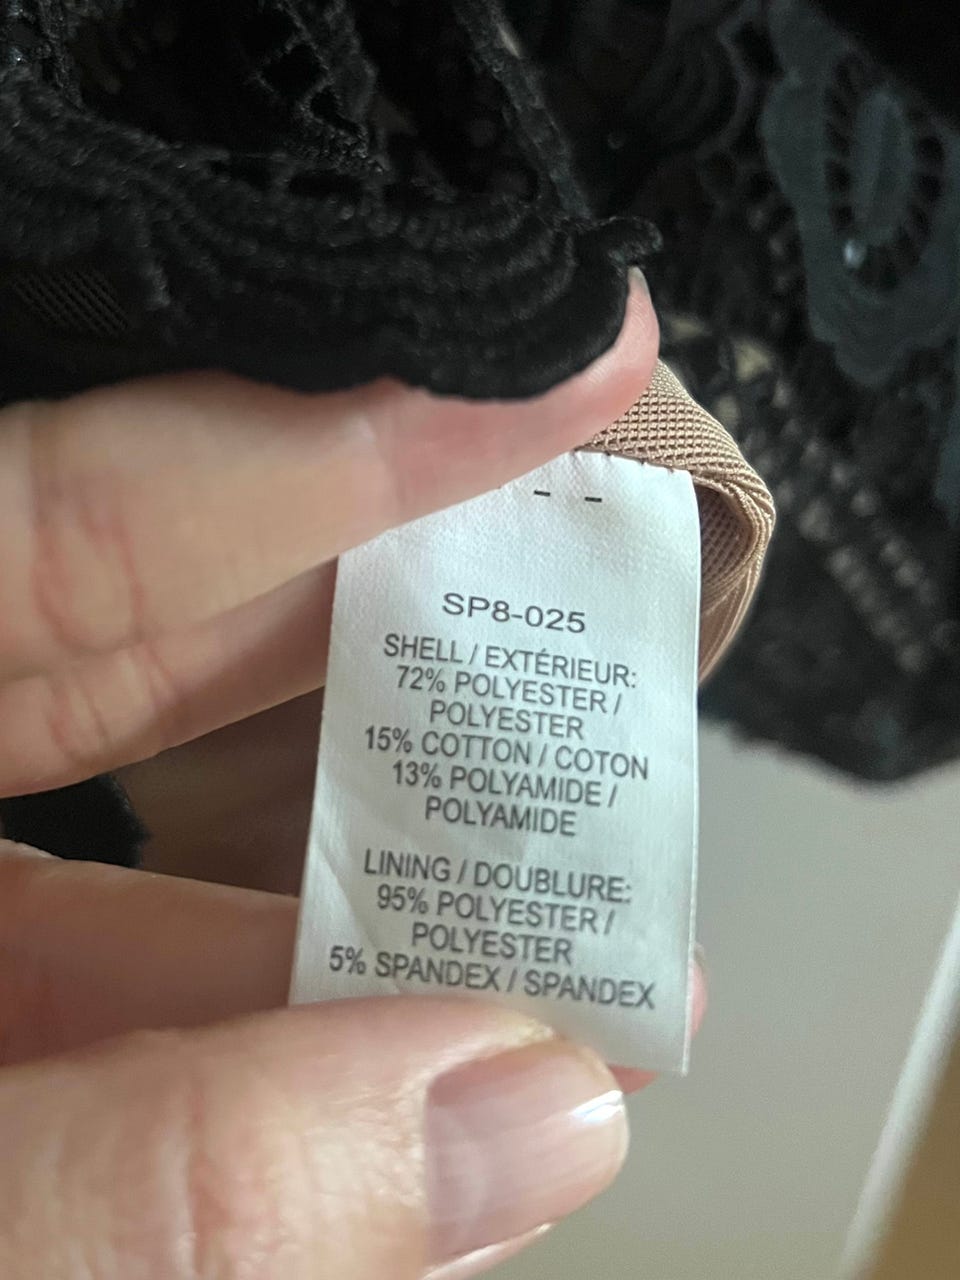 - -
SP8-025
SHELL / EXTÉRIEUR:
72% POLYESTER /
POLYESTER
15% COTTON / COTON
13% POLYAMIDE /
POLYAMIDE
LINING / DOUBLURE:
95% POLYESTER /
POLYESTER
5% SPANDEX / SPANDEX